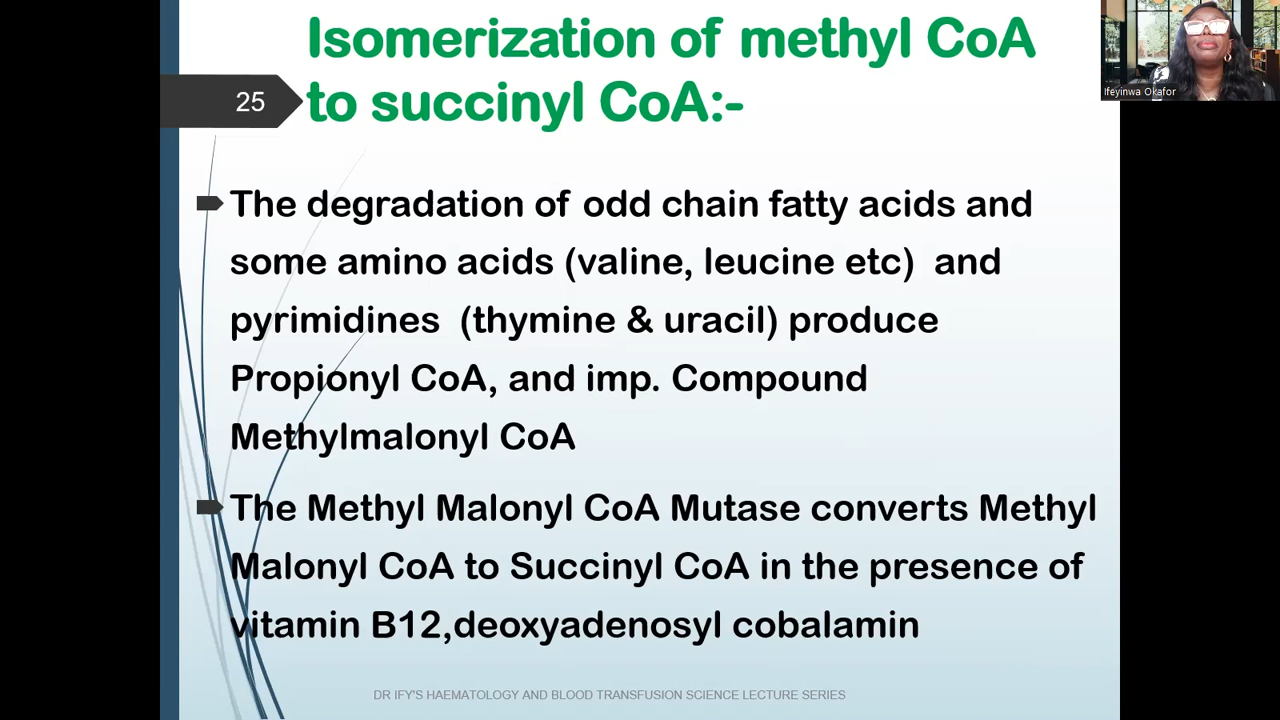 Isomerization of methyl CoA
to succinyl CoA:-
25
Ifeyinwa Okafor
The degradation of odd chain fatty acids and
some amino acids (valine, leucine etc) and
pyrimidines (thymine & uracil) produce
Propionyl CoA, and imp. Compound
Methylmalonyl CoA
The Methyl Malonyl CoA Mutase converts Methyl
Malonyl CoA to Succinyl CoA in the presence of
vitamin B12,deoxyadenosyl cobalamin
DR IFY'S HAEMATOLOGY AND BLOOD TRANSFUSION SCIENCE LECTURE SERIES